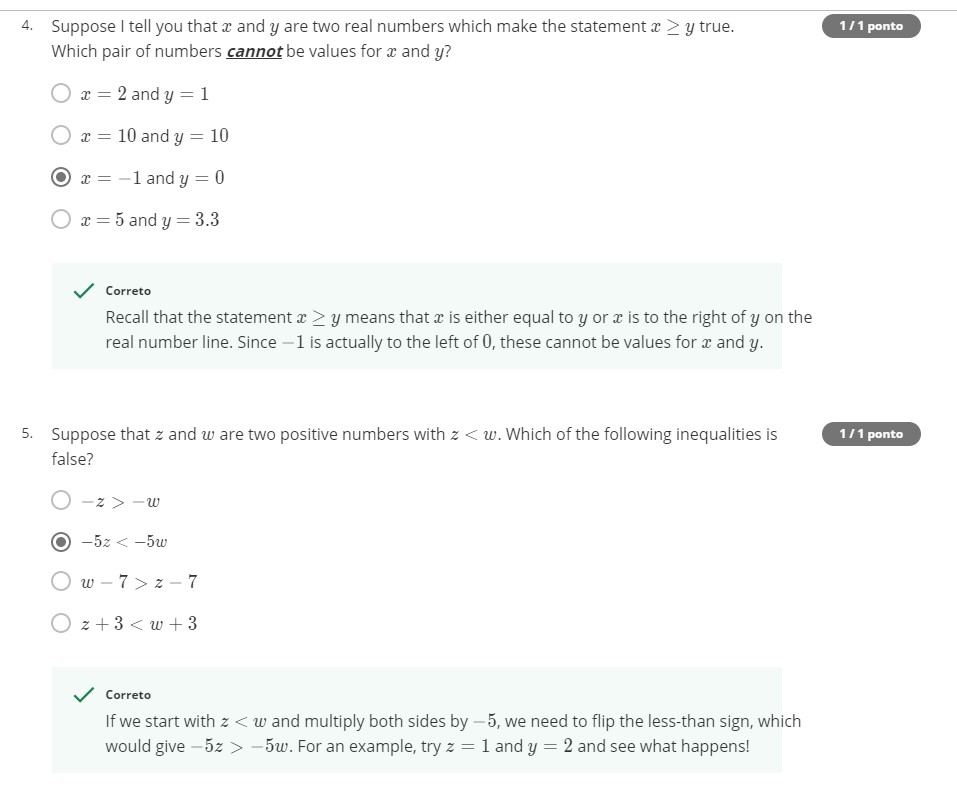 4. Suppose I tell you that x and y are two real numbers which make the statement x ≥ y true. 1 / 1 ponto
Which pair of numbers cannot be values for x and y?
x = 2 and y = 1
x = 10 and y = 10
x = −1 and y = 0
x = 5 and y = 3.3
Correto
Recall that the statement x ≥ y means that x is either equal to y or x is to the right of y on the
real number line. Since −1 is actually to the left of 0, these cannot be values for x and y.
5. Suppose that z and w are two positive numbers with z < w. Which of the following inequalities is 1 / 1 ponto
false?
−z > −w
−5z < −5w
w − 7 > z − 7
z + 3 < w + 3
Correto
If we start with z < w and multiply both sides by −5, we need to flip the less-than sign, which
would give −5z > −5w. For an example, try z = 1 and y = 2 and see what happens!